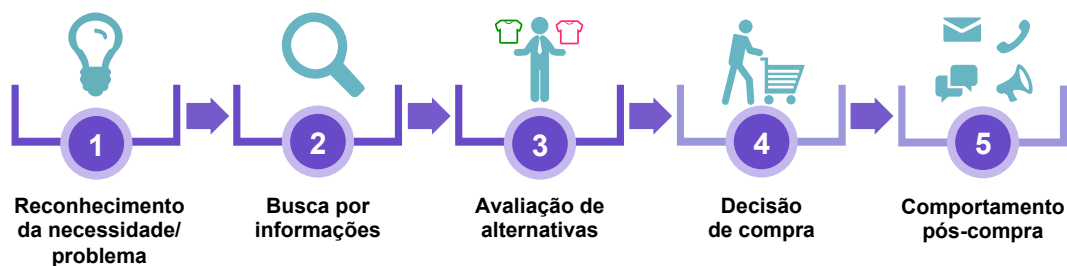 1
Reconhecimento
da necessidade/
problema
2
Busca por
informações
3
Avaliação de
alternativas
4
Decisão
de compra
5
Comportamento
pós-compra